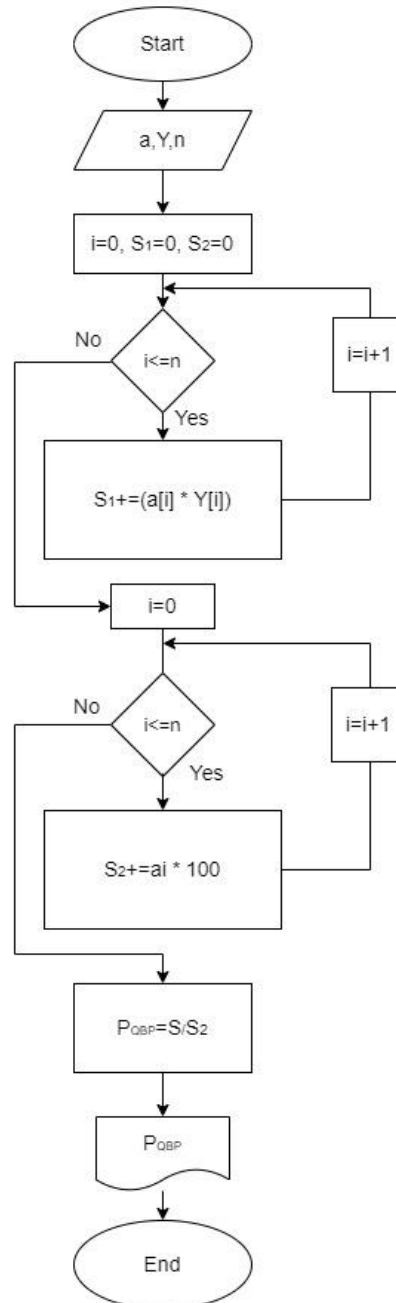 Start
a,Y,n
i=0, S1=0, S2=0
No
i<=n
i=i+1
Yes
S1+=(a[i] * Y[i])
i=0
No
i<=n
i=i+1
Yes
S2+=ai * 100
PQBP=S/S2
PQBP
End